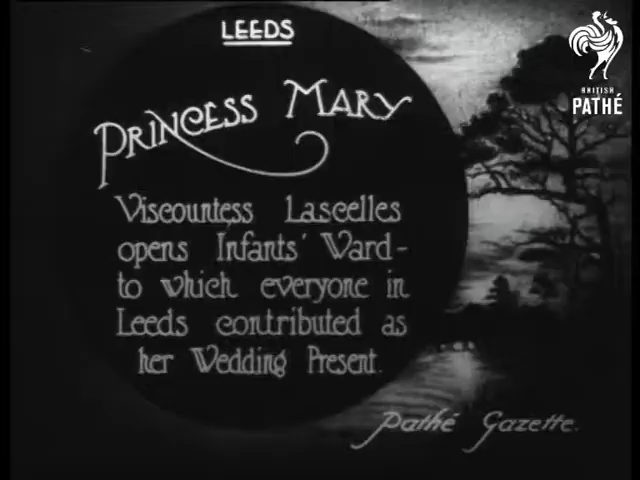 LEEDS
PRINCESS MARY
Viscountess Lascelles
opens Infants' Ward-
to which everyone in
Leeds contributed as
her Wedding Present.
Pathé Gazette.
BRITISH
PATHÉ